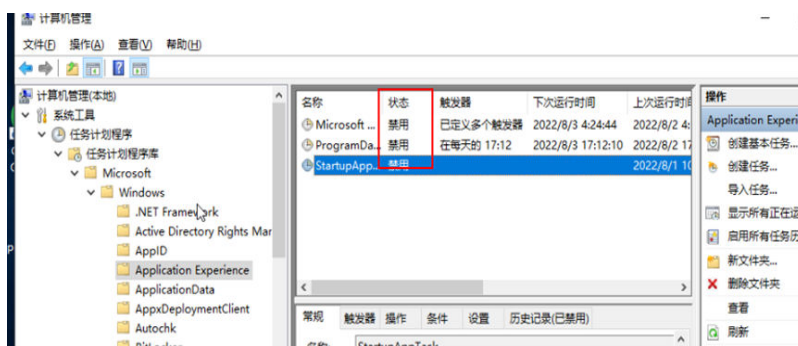 计算机管理
文件(F) 操作(A) 查看(V) 帮助(H)
计算机管理(本地)
系统工具
任务计划程序
任务计划程序库
Microsoft
Windows
.NET Framework
Active Directory Rights Mar
AppID
Application Experience
ApplicationData
AppxDeploymentClient
Autochk
名称 状态 触发器 下次运行时间 上次运行时间
Microsoft ... 禁用 已定义多个触发器 2022/8/3 4:24:44 2022/8/2 4:
ProgramDa... 禁用 在每天的 17:12 2022/8/3 17:12:10 2022/8/2 17
StartupApp... 禁用 2022/8/1 10
常规 触发器 操作 条件 设置 历史记录(已禁用)
操作
Application Experi
创建基本任务...
创建任务...
导入任务...
显示所有正在运
启用所有任务历
新文件夹...
删除文件夹
查看
刷新